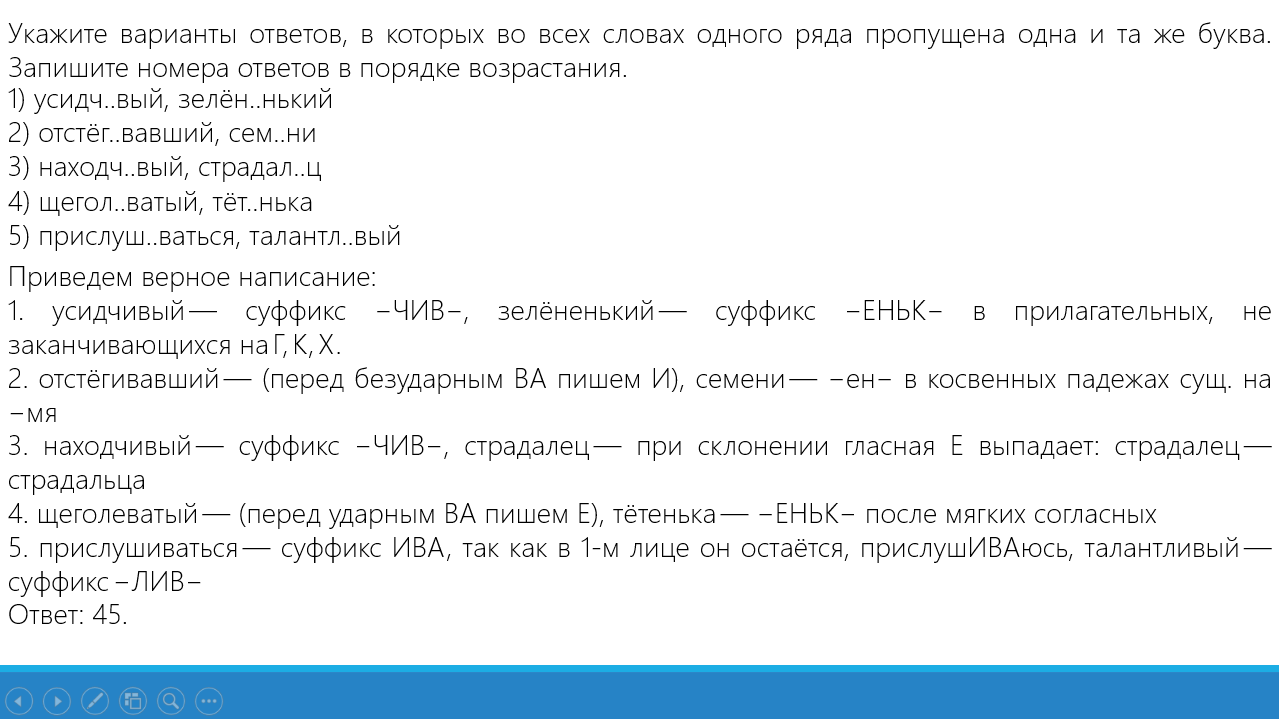 Укажите варианты ответов, в которых во всех словах одного ряда пропущена одна и та же буква.
Запишите номера ответов в порядке возрастания.
1) усидч..вый, зелён..нький
2) отстёг..вавший, сем..ни
3) находч..вый, страдал..ц
4) щегол..ватый, тёт..нька
5) прислуш..ваться, талантл..вый
Приведем верное написание:
1. усидчивый— суффикс –ЧИВ–, зелёненький— суффикс –ЕНЬК– в прилагательных, не
заканчивающихся на Г, К, Х.
2. отстёгивавший— (перед безударным ВА пишем И), семени— –ен– в косвенных падежах сущ. на
–мя
3. находчивый— суффикс –ЧИВ–, страдалец— при склонении гласная Е выпадает: страдалец—
страдальца
4. щеголеватый— (перед ударным ВА пишем Е), тётенька— –ЕНЬК– после мягких согласных
5. прислушиваться— суффикс ИВА, так как в 1-м лице он остаётся, прислушИВАюсь, талантливый—
суффикс –ЛИВ–
Ответ: 45.